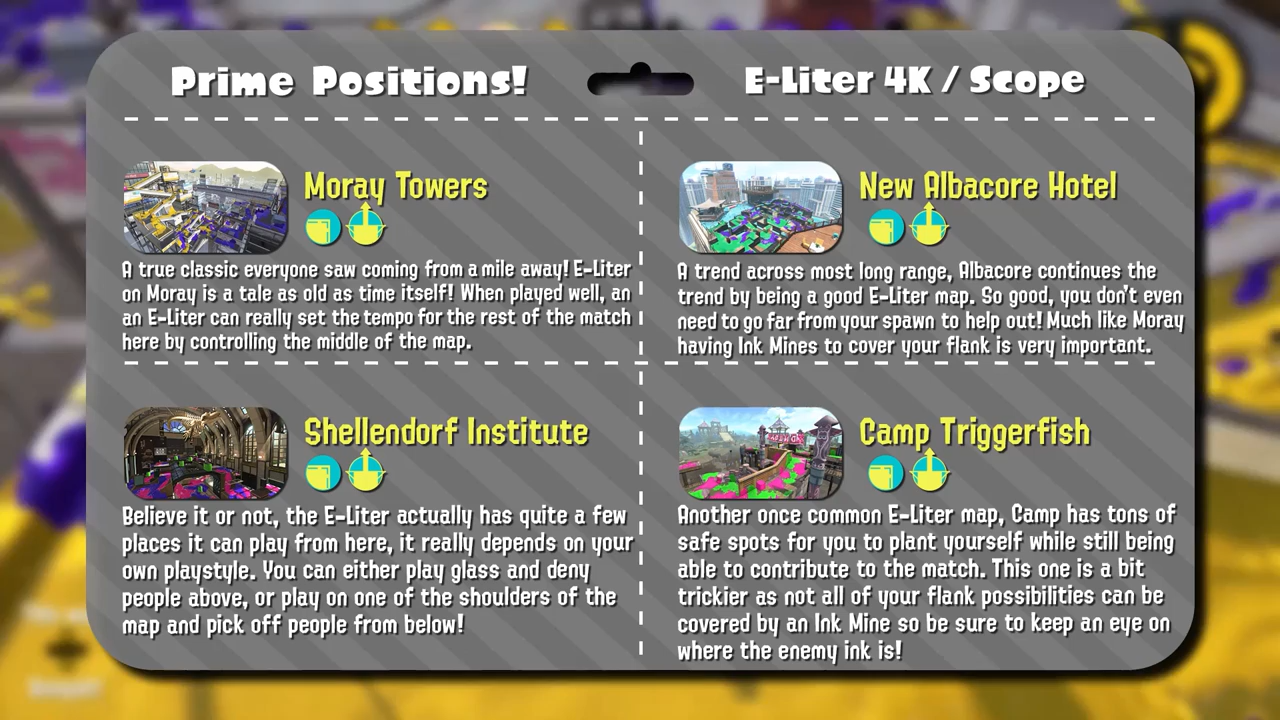 Prime Positions!
E-Liter 4K / Scope
Moray Towers
A true classic everyone saw coming from a mile away! E-Liter
on Moray is a tale as old as time itself! When played well, an
an E-Liter can really set the tempo for the rest of the match
here by controlling the middle of the map.
New Albacore Hotel
A trend across most long range, Albacore continues the
trend by being a good E-Liter map. So good, you don't even
need to go far from your spawn to help out! Much like Moray
having Ink Mines to cover your flank is very important.
Shellendorf Institute
Believe it or not, the E-Liter actually has quite a few
places it can play from here, it really depends on your
own playstyle. You can either play glass and deny
people above, or play on one of the shoulders of the
map and pick off people from below!
Camp Triggerfish
Another once common E-Liter map, Camp has tons of
safe spots for you to plant yourself while still being
able to contribute to the match. This one is a bit
trickier as not all of your flank possibilities can be
covered by an Ink Mine so be sure to keep an eye on
where the enemy ink is!